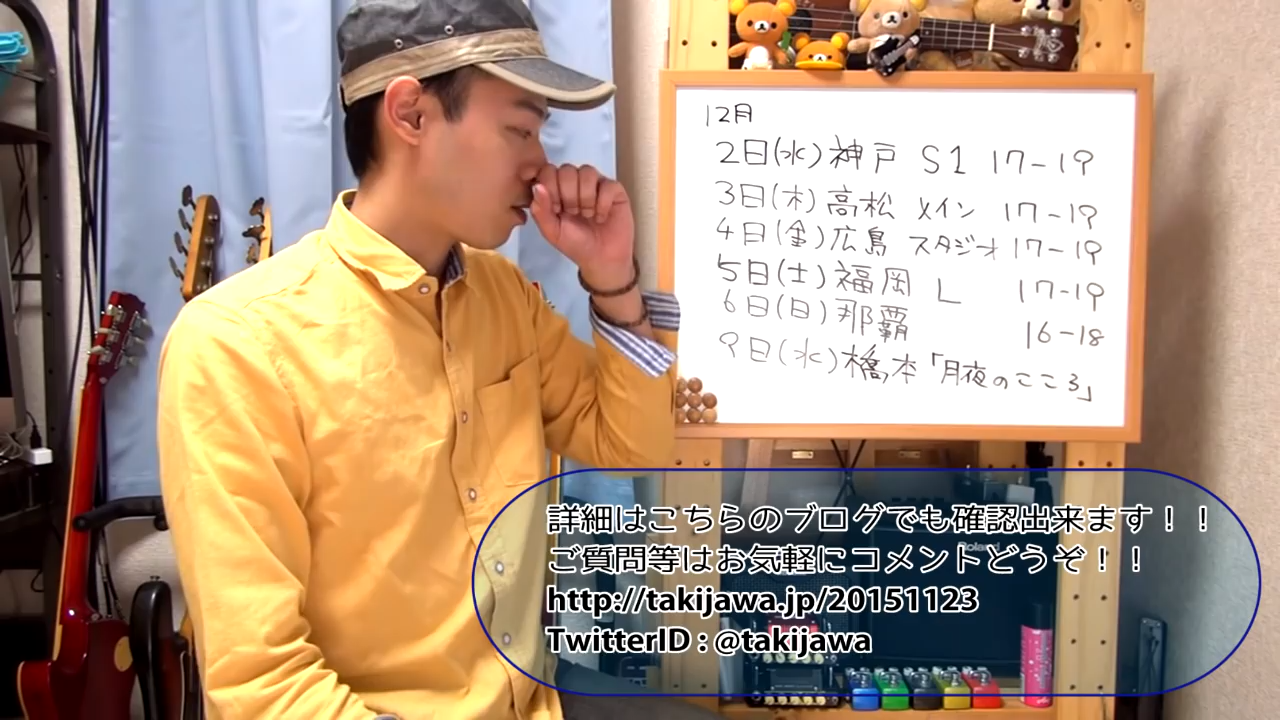 12月
2日(水)神戸 S1 17-19
3日(木)高松 メイン 17-19
4日(金)広島 スタジオ 17-19
5日(土)福岡 L 17-19
6日(日)那覇 16-18
9日(水)橋本「月夜のこころ」
詳細はこちらのブログでも確認出来ます！！
ご質問等はお気軽にコメントどうぞ！！
http://takijawa.jp/20151123
TwitterID : @takijawa
Roland